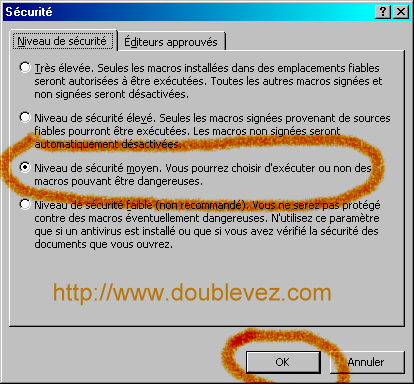 Sécurité
Niveau de sécurité
Éditeurs approuvés
Très élevée. Seules les macros installées dans des emplacements fiables
seront autorisées à être exécutées. Toutes les autres macros signées et
non signées seront désactivées.
Niveau de sécurité élevé. Seules les macros signées provenant de sources
fiables pourront être exécutées. Les macros non signées seront
automatiquement désactivées.
Niveau de sécurité moyen. Vous pourrez choisir d'exécuter ou non des
macros pouvant être dangereuses.
Niveau de sécurité faible (non recommandé). Vous ne serez pas protégé
contre des macros éventuellement dangereuses. N'utilisez ce paramètre
que si un antivirus est installé ou que si vous avez vérifié la sécurité des
documents que vous ouvrez.
http://www.doublevez.com
OK
Annuler